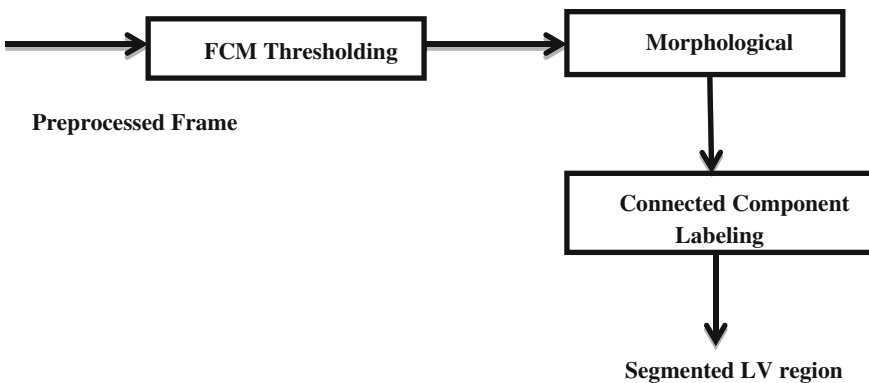 FCM Thresholding
Morphological
Preprocessed Frame
Connected Component
Labeling
Segmented LV region